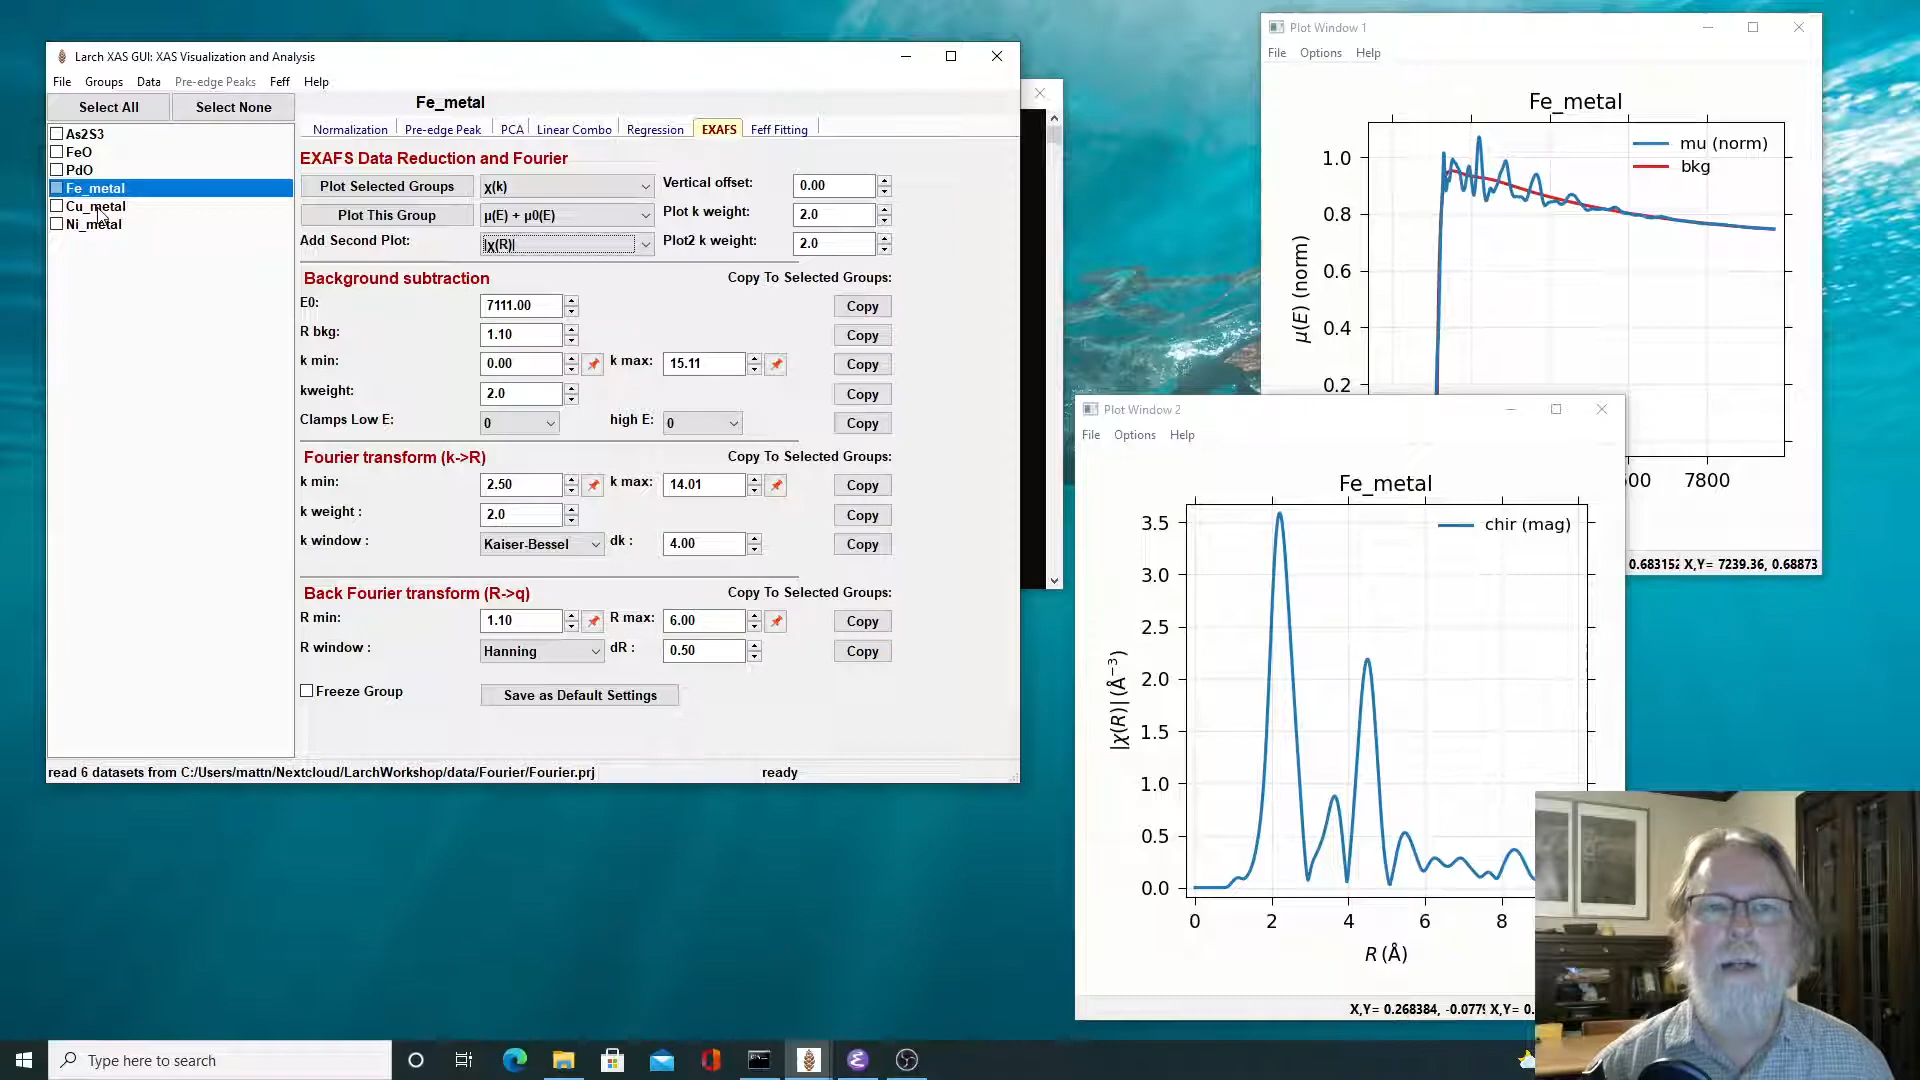 Larch XAS GUI: XAS Visualization and Analysis
File Groups Data Pre-edge Peaks Feff Help
Select All Select None
As2S3
FeO
PdO
Fe_metal
Cu_metal
Ni_metal
Fe_metal
Normalization Pre-edge Peak PCA Linear Combo Regression EXAFS Feff Fitting
EXAFS Data Reduction and Fourier
Plot Selected Groups χ(k) Vertical offset: 0.00
Plot This Group μ(E) + μ0(E) Plot k weight: 2.0
Add Second Plot: |χ(R)| Plot2 k weight: 2.0
Background subtraction Copy To Selected Groups:
E0: 7111.00 Copy
R bkg: 1.10 Copy
k min: 0.00 k max: 15.11 Copy
kweight: 2.0 Copy
Clamps Low E: 0 high E: 0 Copy
Fourier transform (k->R) Copy To Selected Groups:
k min: 2.50 k max: 14.01 Copy
k weight : 2.0 Copy
k window : Kaiser-Bessel dk : 4.00 Copy
Back Fourier transform (R->q) Copy To Selected Groups:
R min: 1.10 R max: 6.00 Copy
R window : Hanning dR : 0.50 Copy
Freeze Group Save as Default Settings
read 6 datasets from C:/Users/mattn/Nextcloud/LarchWorkshop/data/Fourier/Fourier.prj ready
Plot Window 1
File Options Help
Fe_metal
mu (norm)
bkg
1.0
0.8
0.6
0.4
0.2
μ(E) (norm)
00 7800
0.683152 X,Y= 7239.36, 0.68873
Plot Window 2
File Options Help
Fe_metal
chir (mag)
3.5
3.0
2.5
2.0
1.5
1.0
0.5
0.0
|χ(R)| (Å⁻³)
0 2 4 6 8
R (Å)
X,Y= 0.268384, -0.0779 X,Y= 0.
Type here to search